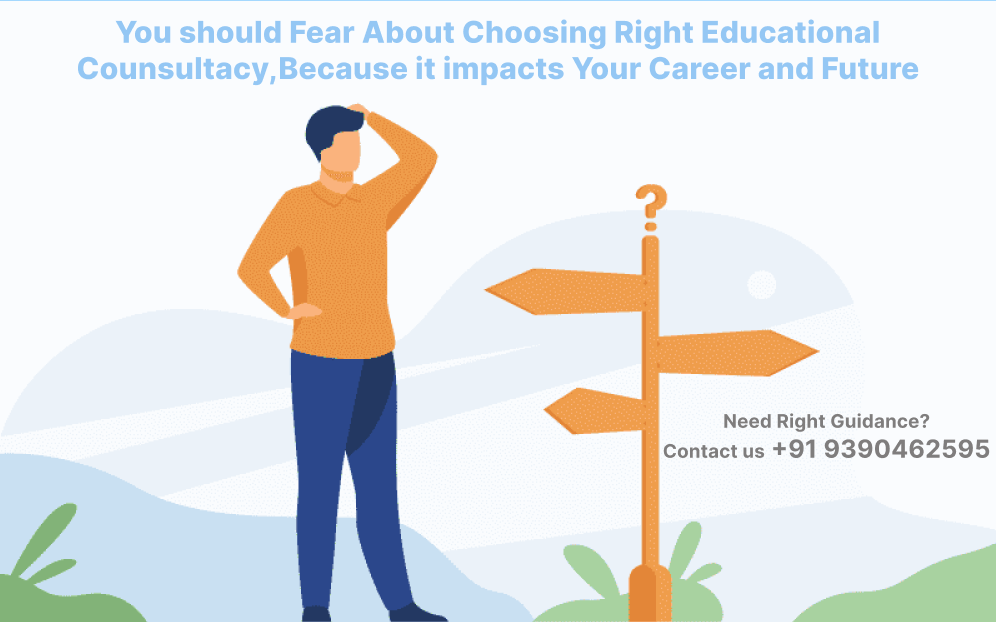 You should Fear About Choosing Right Educational
Counsultacy,Because it impacts Your Career and Future
?
Need Right Guidance?
Contact us +91 9390462595